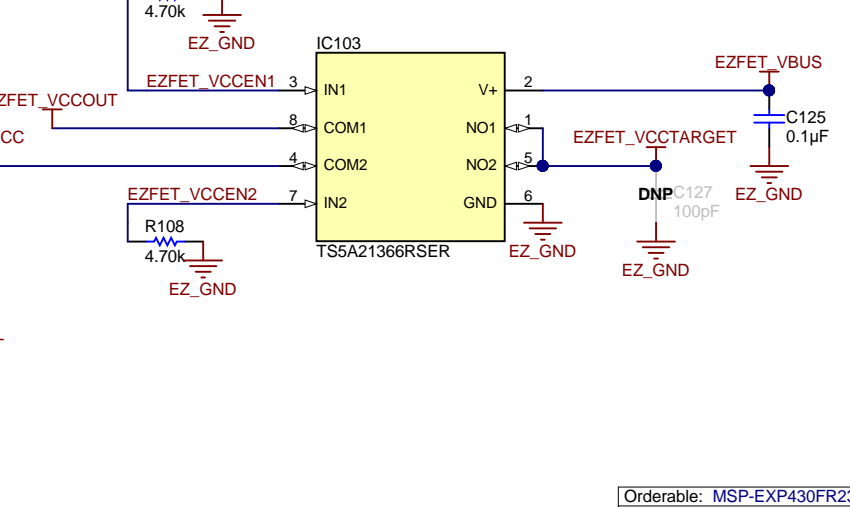 4.70k
EZ_GND
IC103
EZFET_VCCEN1
3
IN1
V+
2
EZFET_VBUS
ZFET_VCCOUT
8
COM1
NO1
1
C125
0.1µF
CC
4
COM2
NO2
5
EZFET_VCCTARGET
EZFET_VCCEN2
7
IN2
GND
6
DNP
C127
100pF
EZ_GND
R108
4.70k
TS5A21366RSER
EZ_GND
EZ_GND
EZ_GND
Orderable: MSP-EXP430FR23